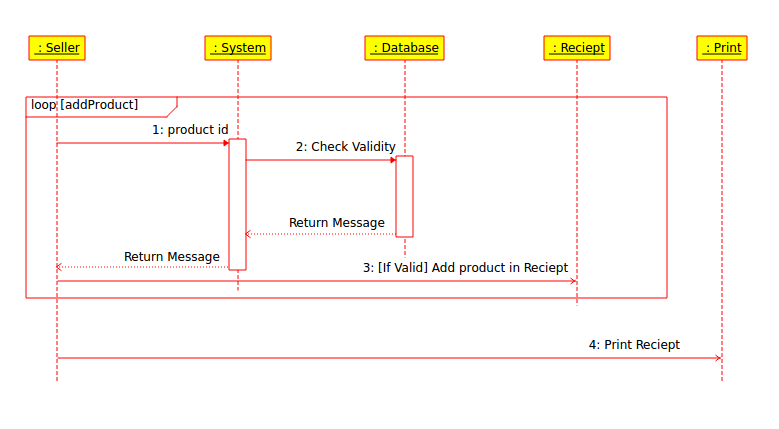 : Seller
: System
: Database
: Reciept
: Print
loop [addProduct]
1: product id
2: Check Validity
Return Message
Return Message
3: [If Valid] Add product in Reciept
4: Print Reciept